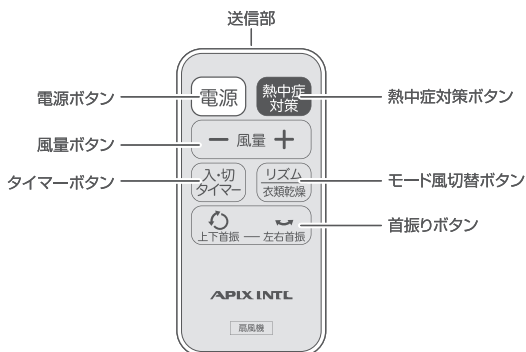 送信部
電源ボタン
電源
熱中症
対策
熱中症対策ボタン
風量ボタン
− 風量 +
タイマーボタン
入・切
タイマー
リズム
衣類乾燥
モード風切替ボタン
上下首振 — 左右首振
首振りボタン
APIX INTL
扇風機